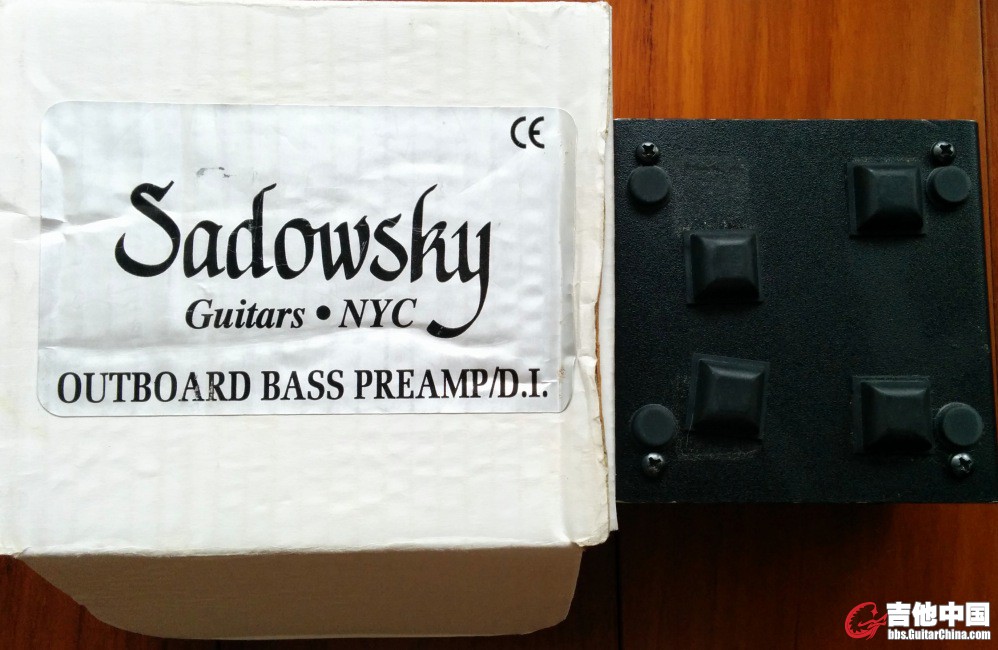 CE
Sadowsky
Guitars • NYC
OUTBOARD BASS PREAMP/D.I.
吉他中国
bbs.GuitarChina.com